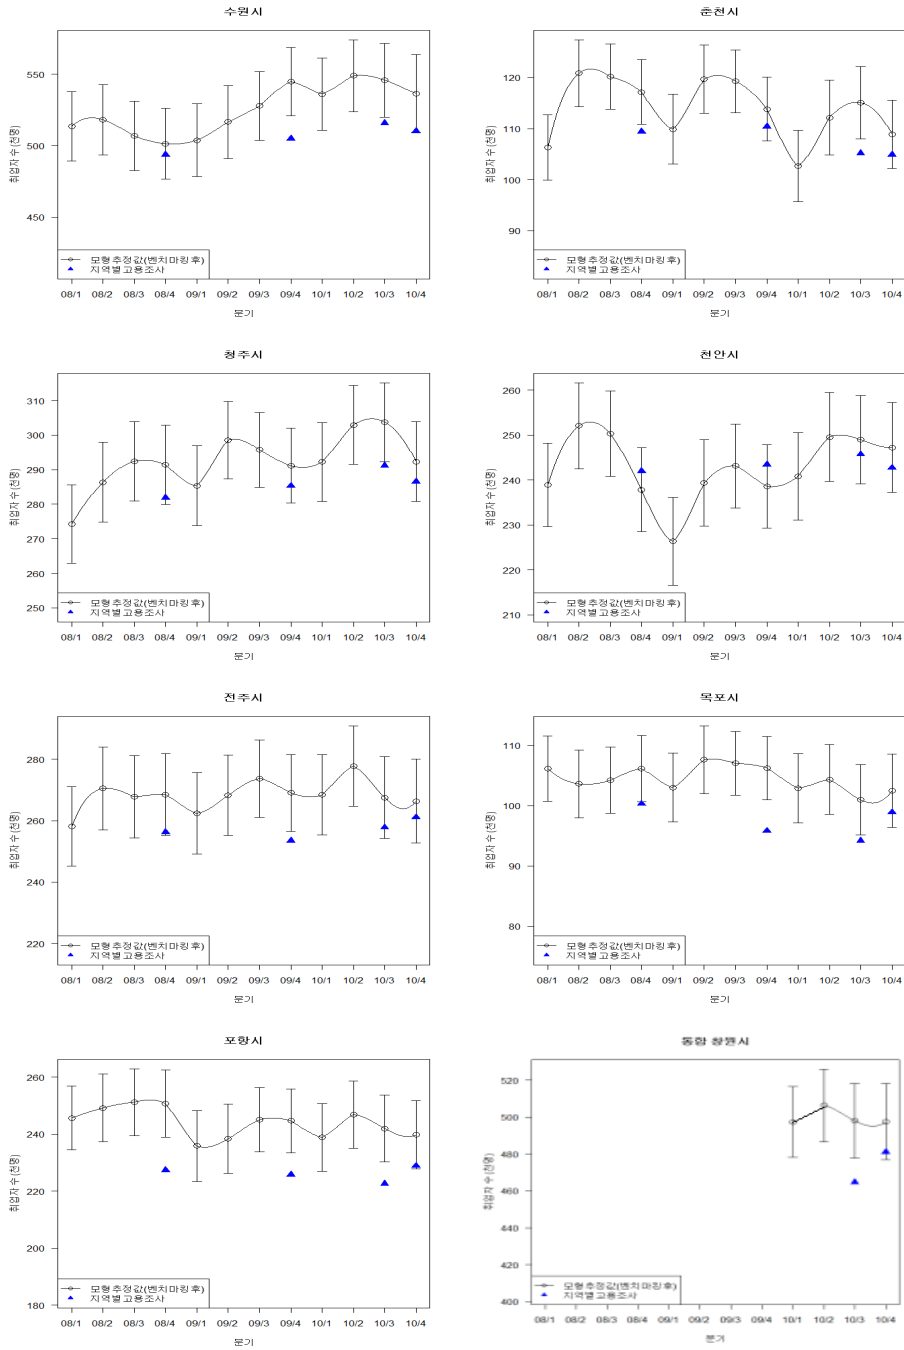 수원시
취업자 수 (천명)
550
500
450
모형추정값(벤치마킹후)
지역별고용조사
08/1 08/2 08/3 08/4 09/1 09/2 09/3 09/4 10/1 10/2 10/3 10/4
분기
춘천시
취업자 수 (천명)
120
110
100
90
모형추정값(벤치마킹후)
지역별고용조사
08/1 08/2 08/3 08/4 09/1 09/2 09/3 09/4 10/1 10/2 10/3 10/4
분기
청주시
취업자 수 (천명)
310
300
290
280
270
260
250
모형추정값(벤치마킹후)
지역별고용조사
08/1 08/2 08/3 08/4 09/1 09/2 09/3 09/4 10/1 10/2 10/3 10/4
분기
천안시
취업자 수 (천명)
260
250
240
230
220
210
모형추정값(벤치마킹후)
지역별고용조사
08/1 08/2 08/3 08/4 09/1 09/2 09/3 09/4 10/1 10/2 10/3 10/4
분기
전주시
취업자 수 (천명)
280
260
240
220
모형추정값(벤치마킹후)
지역별고용조사
08/1 08/2 08/3 08/4 09/1 09/2 09/3 09/4 10/1 10/2 10/3 10/4
분기
목포시
취업자 수 (천명)
110
100
90
80
모형추정값(벤치마킹후)
지역별고용조사
08/1 08/2 08/3 08/4 09/1 09/2 09/3 09/4 10/1 10/2 10/3 10/4
분기
포항시
취업자 수 (천명)
260
240
220
200
180
모형추정값(벤치마킹후)
지역별고용조사
08/1 08/2 08/3 08/4 09/1 09/2 09/3 09/4 10/1 10/2 10/3 10/4
분기
통합 창원시
취업자 수 (천명)
520
500
480
460
440
420
400
모형추정값(벤치마킹후)
지역별고용조사
08/1 08/2 08/3 08/4 09/1 09/2 09/3 09/4 10/1 10/2 10/3 10/4
분기